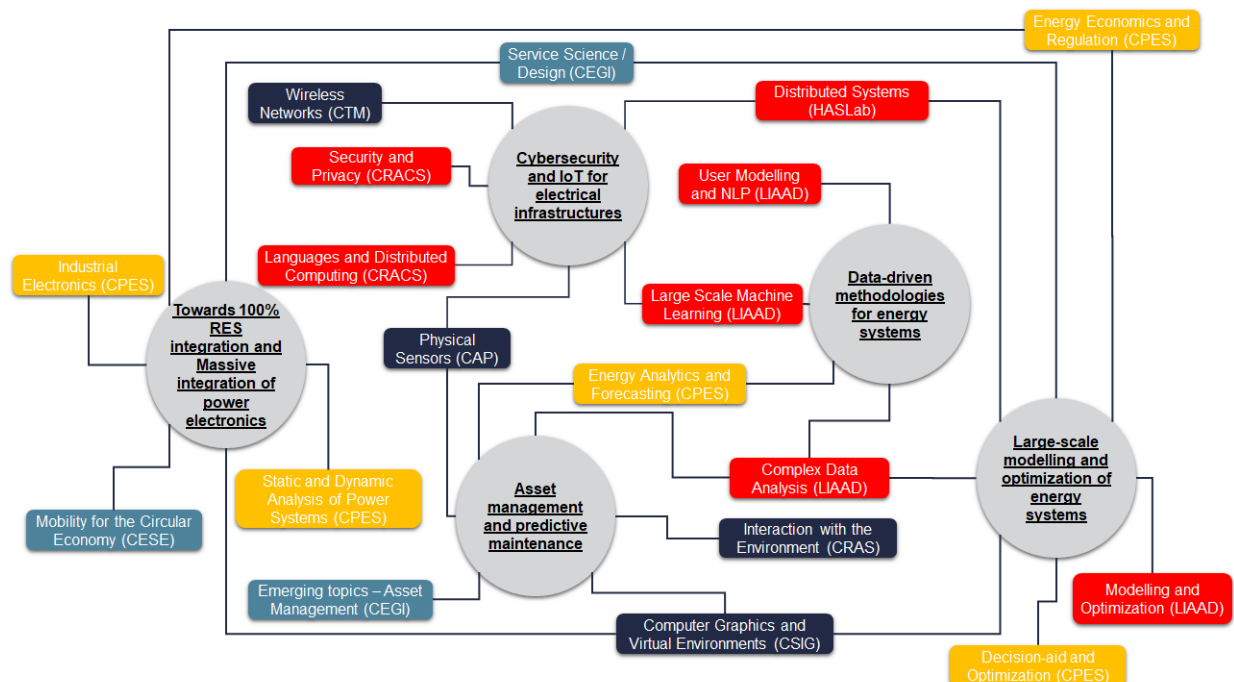 Energy Economics and
Regulation (CPES)
Service Science /
Design (CEGI)
Wireless
Networks (CTM)
Distributed Systems
(HASLab)
Security and
Privacy (CRACS)
Cybersecurity
and IoT for
electrical
infrastructures
User Modelling
and NLP (LIAAD)
Languages and Distributed
Computing (CRACS)
Industrial
Electronics (CPES)
Large Scale Machine
Learning (LIAAD)
Data-driven
methodologies
for energy
systems
Towards 100%
RES
integration and
Massive
integration of
power
electronics
Physical
Sensors (CAP)
Energy Analytics and
Forecasting (CPES)
Static and Dynamic
Analysis of Power
Systems (CPES)
Complex Data
Analysis (LIAAD)
Large-scale
modelling and
optimization of
energy
systems
Mobility for the Circular
Economy (CESE)
Asset
management
and predictive
maintenance
Interaction with the
Environment (CRAS)
Emerging topics – Asset
Management (CEGI)
Modelling and
Optimization (LIAAD)
Computer Graphics and
Virtual Environments (CSIG)
Decision-aid and
Optimization (CPES)